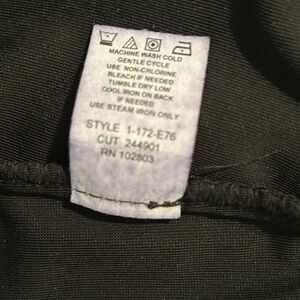 MACHINE WASH COLD
GENTLE CYCLE
USE NON-CHLORINE
BLEACH IF NEEDED
TUMBLE DRY LOW
COOL IRON ON BACK
IF NEEDED
USE STEAM IRON ONLY
STYLE 1-172-E76
CUT 244901
RN 102803